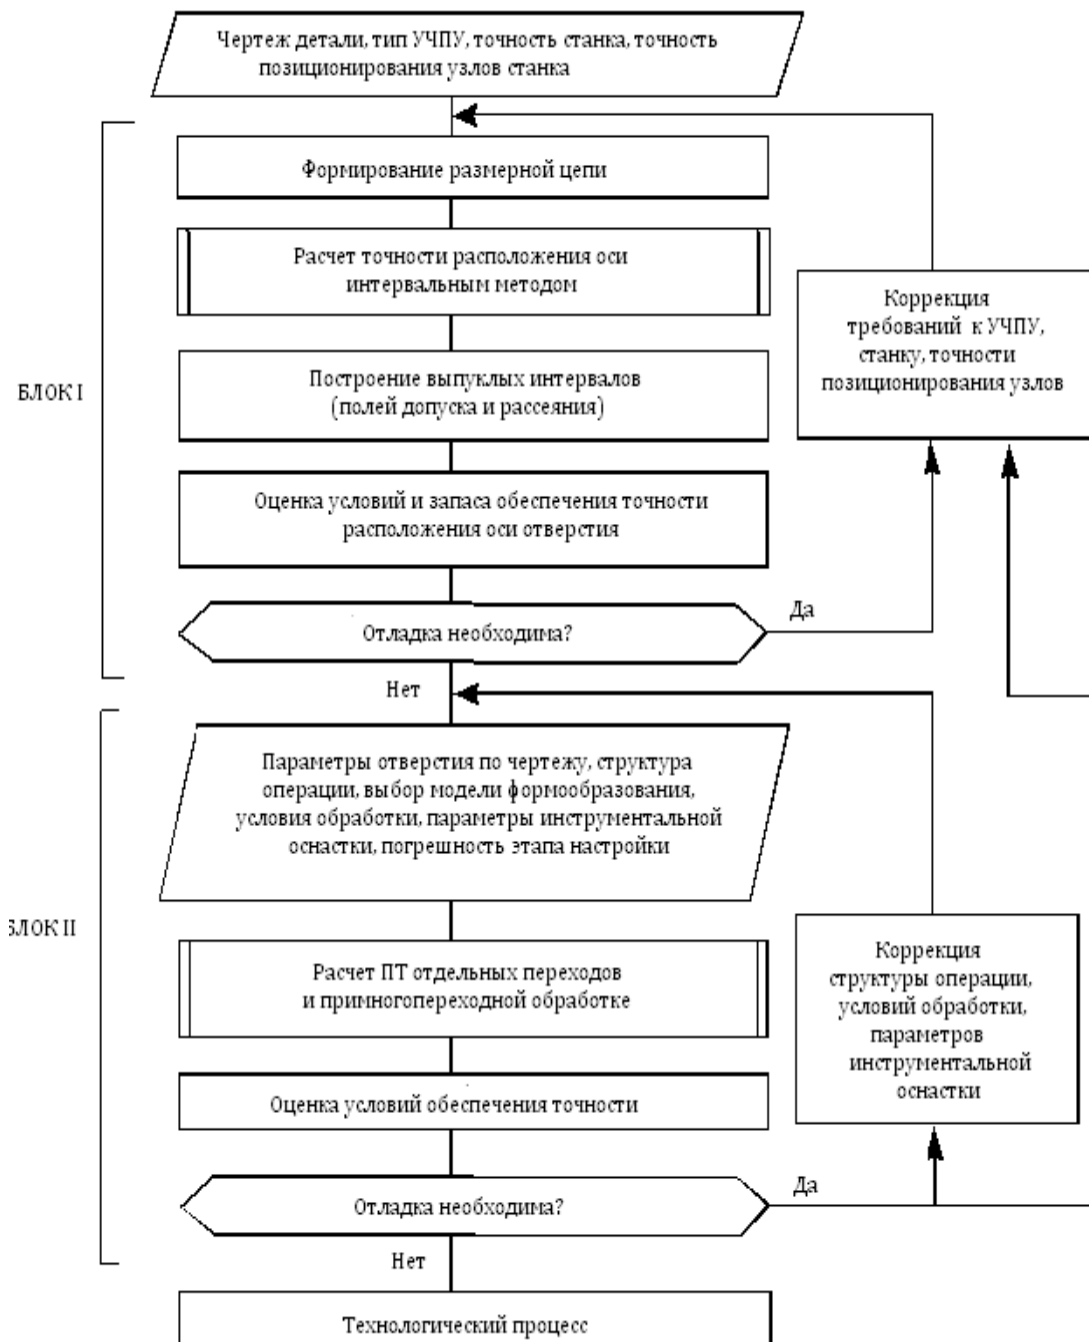 Чертеж детали, тип УЧПУ, точность станка, точность
позиционирования узлов станка
Формирование размерной цепи
Расчет точности расположения оси
интервальным методом
Коррекция
требований к УЧПУ,
станку, точности
позиционирования узлов
БЛОК I
Построение выпуклых интервалов
(полей допуска и рассеяния)
Оценка условий и запаса обеспечения точности
расположения оси отверстия
Отладка необходима?
Да
Нет
Параметры отверстия по чертежу, структура
операции, выбор модели формообразования,
условия обработки, параметры инструментальной
оснастки, погрешность этапа настройки
БЛОК II
Расчет ПТ отдельных переходов
и примногопереходной обработке
Коррекция
структуры операции,
условий обработки,
параметров
инструментальной
оснастки
Оценка условий обеспечения точности
Отладка необходима?
Да
Нет
Технологический процесс